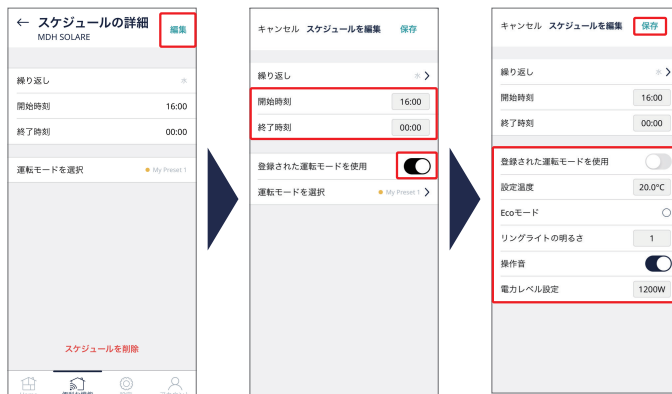 ← スケジュールの詳細 編集
MDH SOLARE
繰り返し 水
開始時刻 16:00
終了時刻 00:00
運転モードを選択 My Preset 1
スケジュールを削除
キャンセル スケジュールを編集 保存
繰り返し 水
開始時刻 16:00
終了時刻 00:00
登録された運転モードを使用
運転モードを選択 My Preset 1
キャンセル スケジュールを編集 保存
繰り返し 水
開始時刻 16:00
終了時刻 00:00
登録された運転モードを使用
設定温度 20.0°C
Ecoモード
リングライトの明るさ 1
操作音
電力レベル設定 1200W